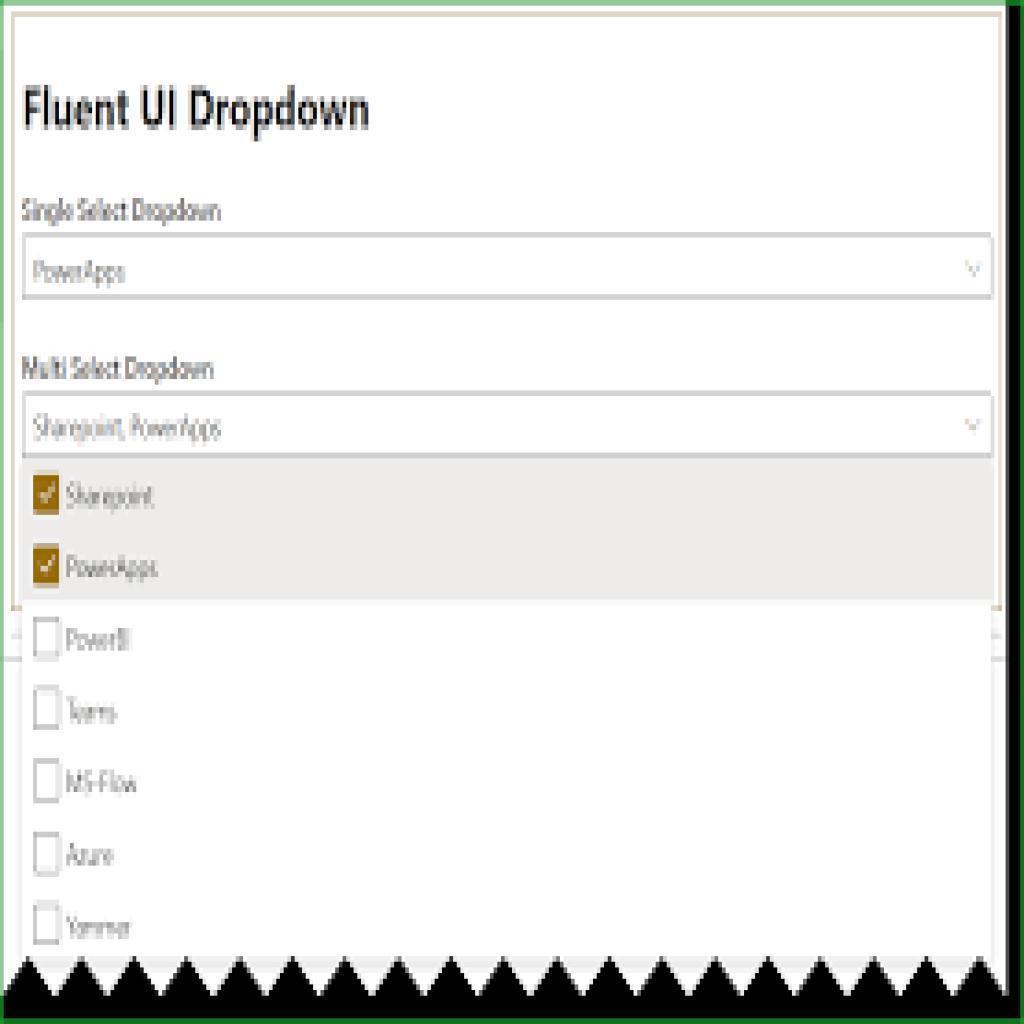 Fluent UI Dropdown
Single Select Dropdown
PowerApps
Multi Select Dropdown
Sharepoint, PowerApps
Sharepoint
PowerApps
PowerBI
Teams
MS-Flow
Azure
Yammer